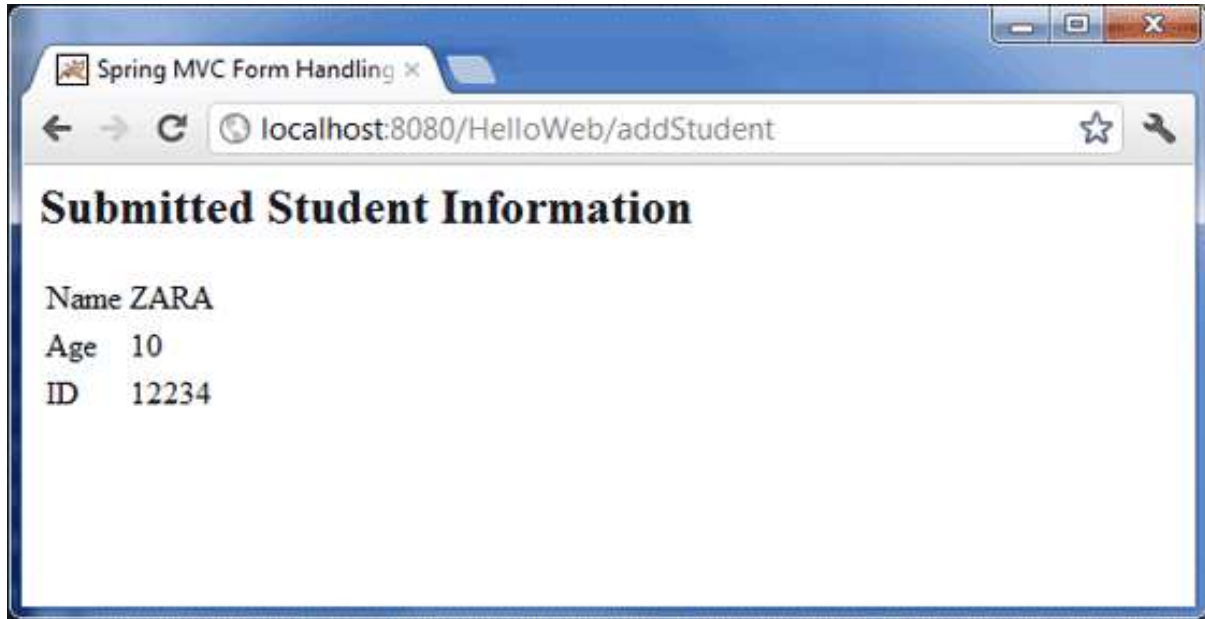 Spring MVC Form Handling
localhost:8080/HelloWeb/addStudent
Submitted Student Information
Name ZARA
Age 10
ID 12234